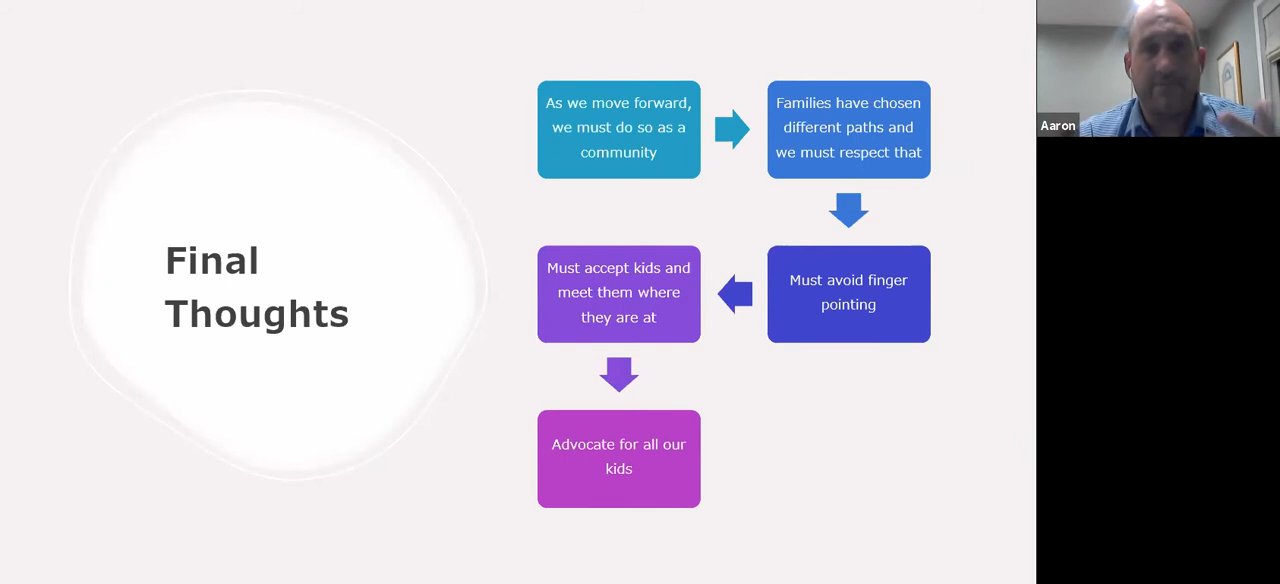 Final
Thoughts
As we move forward,
we must do so as a
community
Families have chosen
different paths and
we must respect that
Must avoid finger
pointing
Must accept kids and
meet them where
they are at
Advocate for all our
kids
Aaron